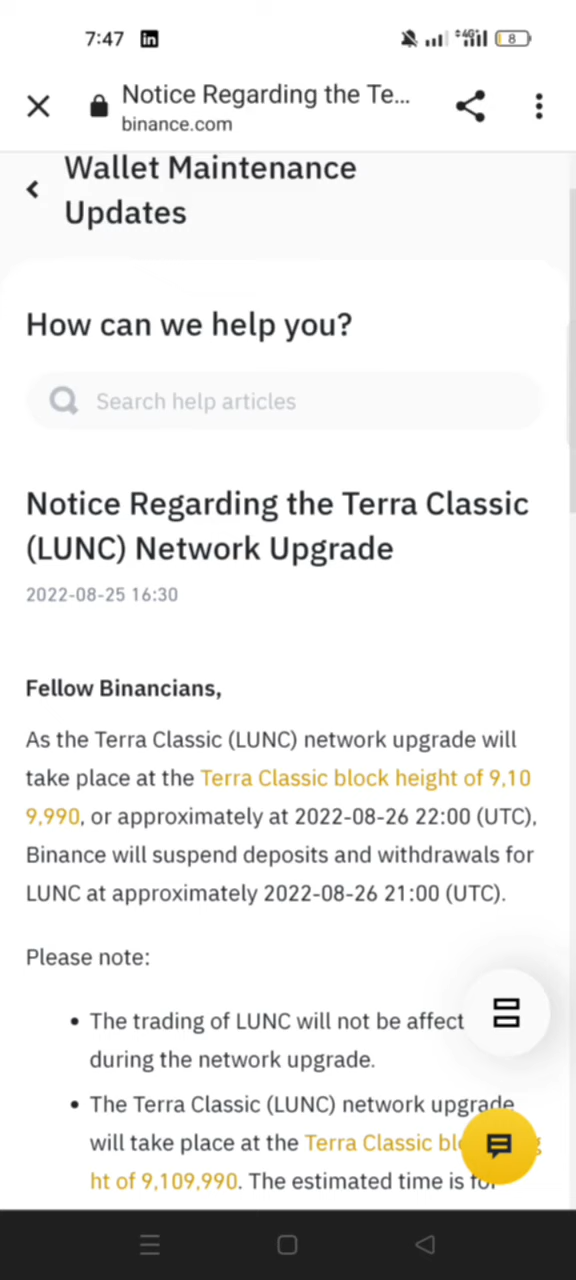 7:47 in 4G 8
Notice Regarding the Te...
binance.com
Wallet Maintenance
Updates
How can we help you?
Search help articles
Notice Regarding the Terra Classic
(LUNC) Network Upgrade
2022-08-25 16:30
Fellow Binancians,
As the Terra Classic (LUNC) network upgrade will
take place at the Terra Classic block height of 9,10
9,990, or approximately at 2022-08-26 22:00 (UTC),
Binance will suspend deposits and withdrawals for
LUNC at approximately 2022-08-26 21:00 (UTC).
Please note:
• The trading of LUNC will not be affect
during the network upgrade.
• The Terra Classic (LUNC) network upgrade
will take place at the Terra Classic blo
ht of 9,109,990. The estimated time is for